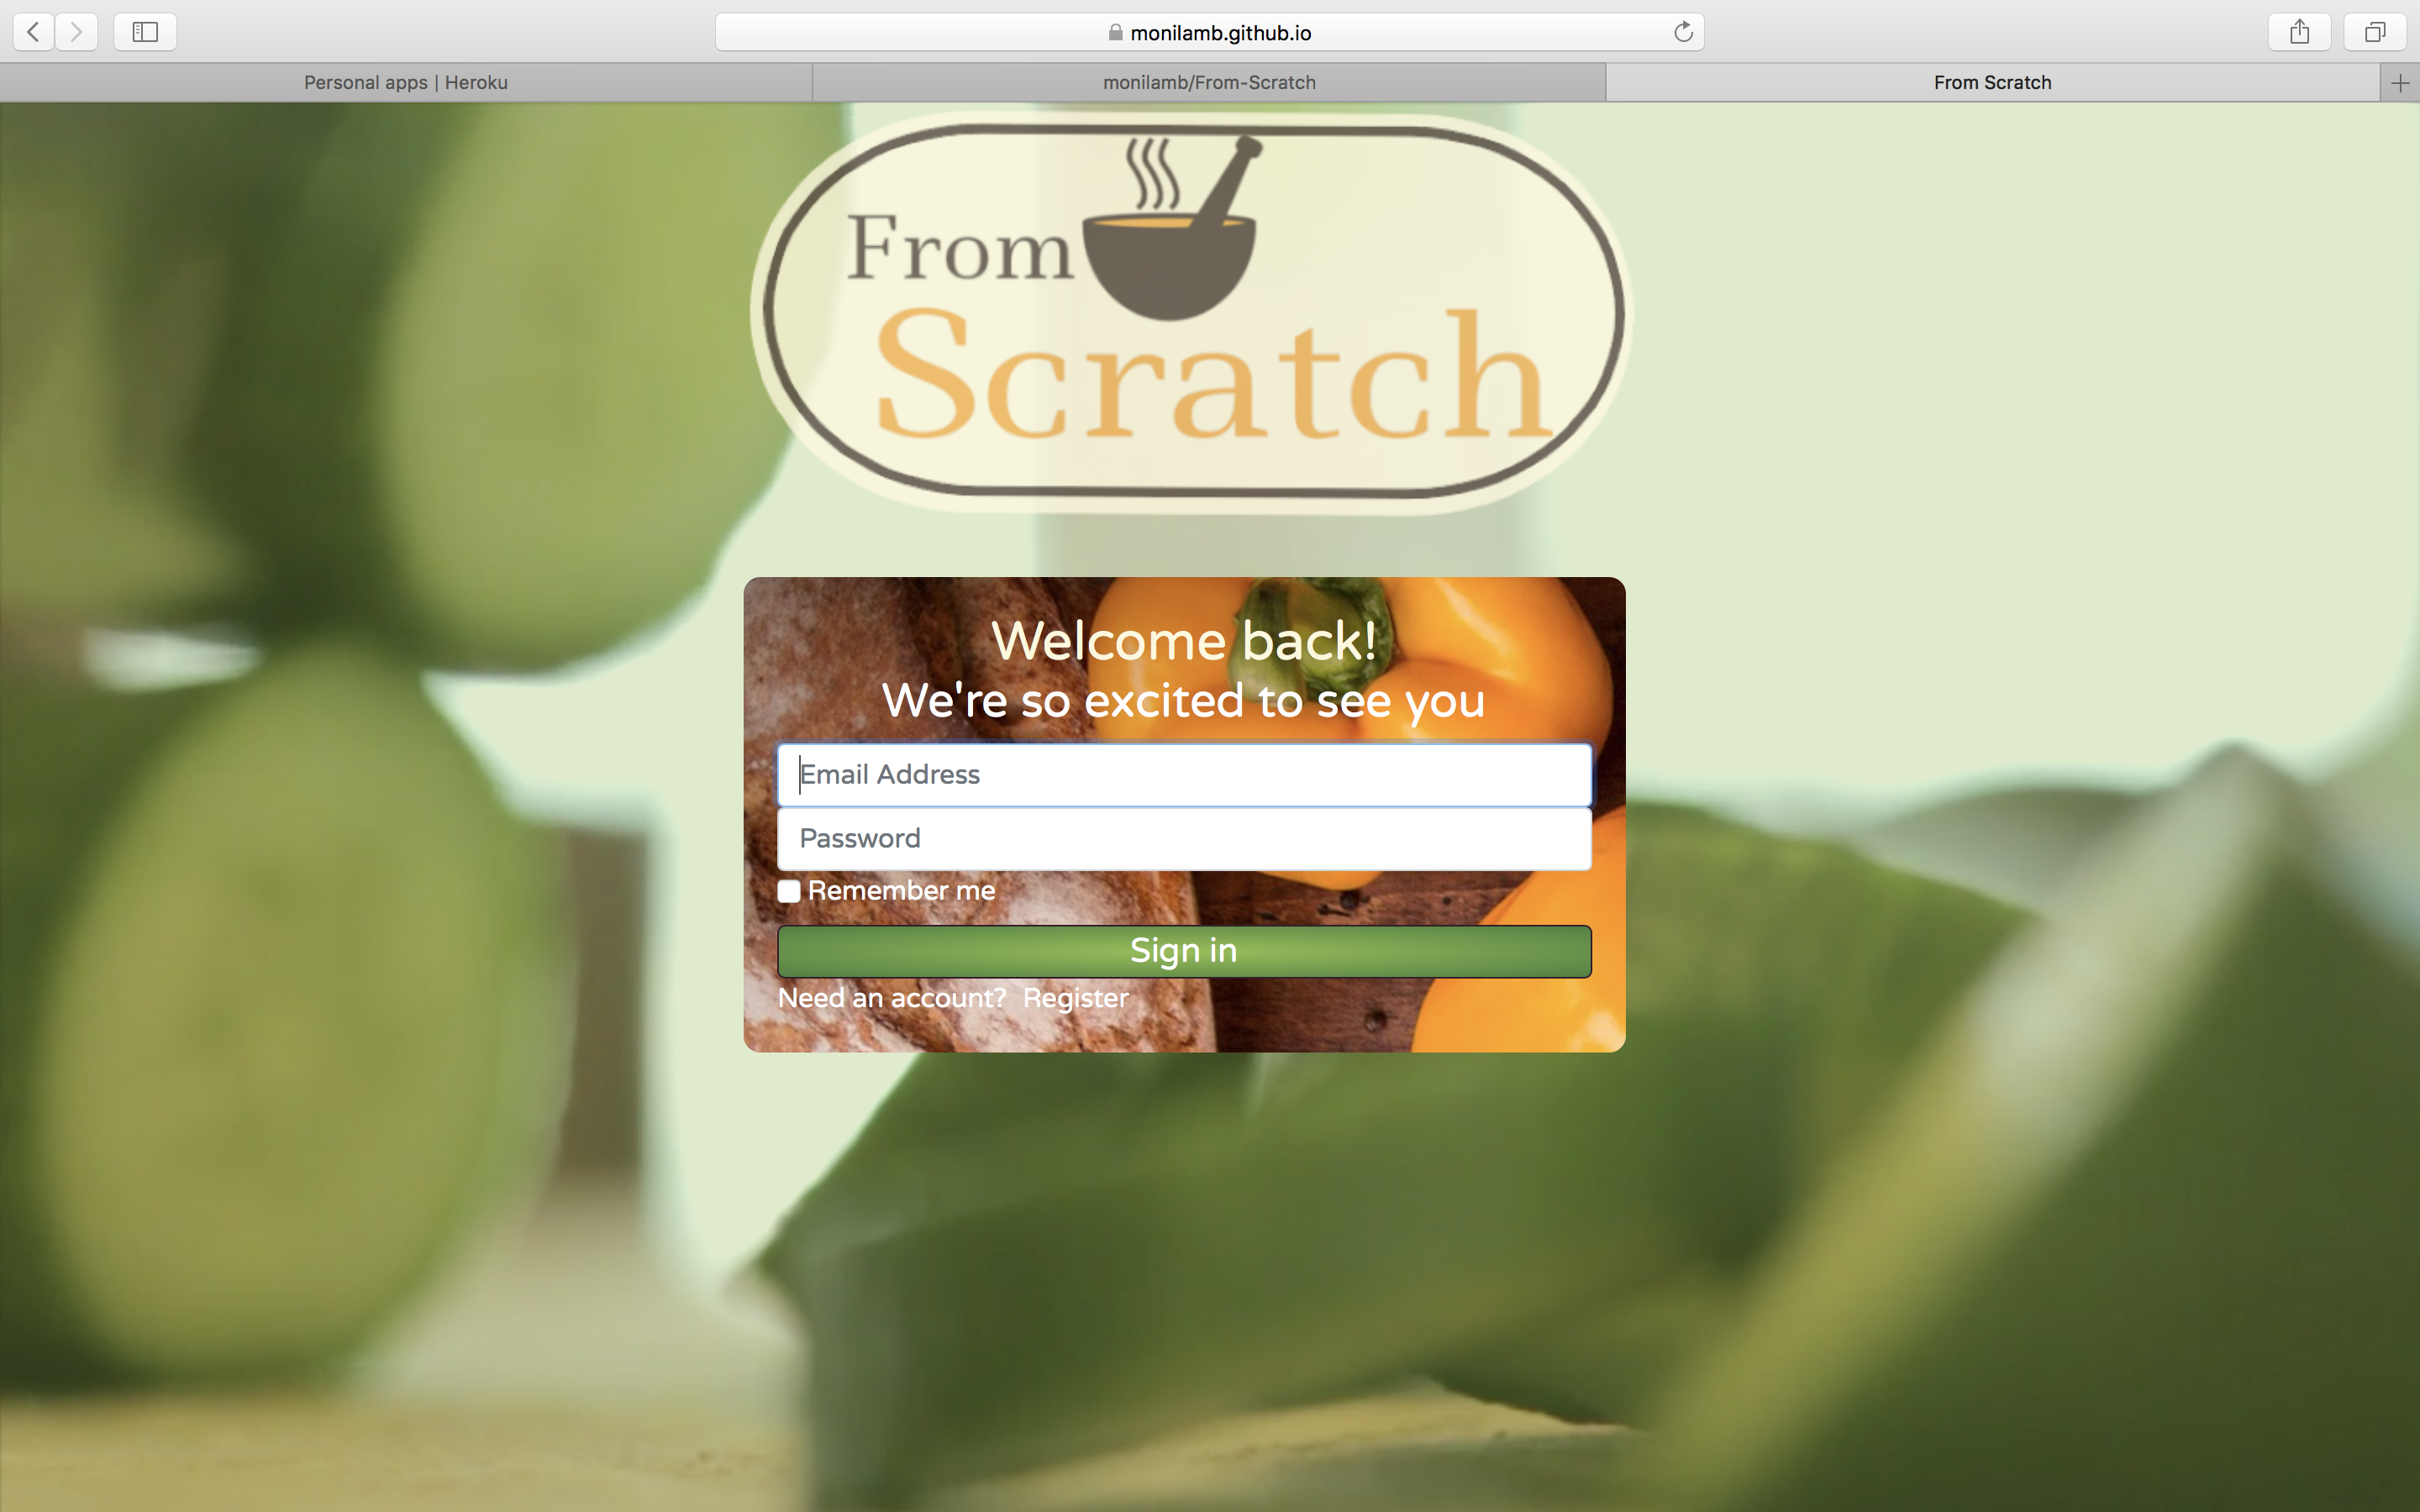 monilamb.github.io
Personal apps | Heroku
monilamb/From-Scratch
From Scratch
From
Scratch
Welcome back!
We're so excited to see you
Email Address
Password
Remember me
Sign in
Need an account? Register